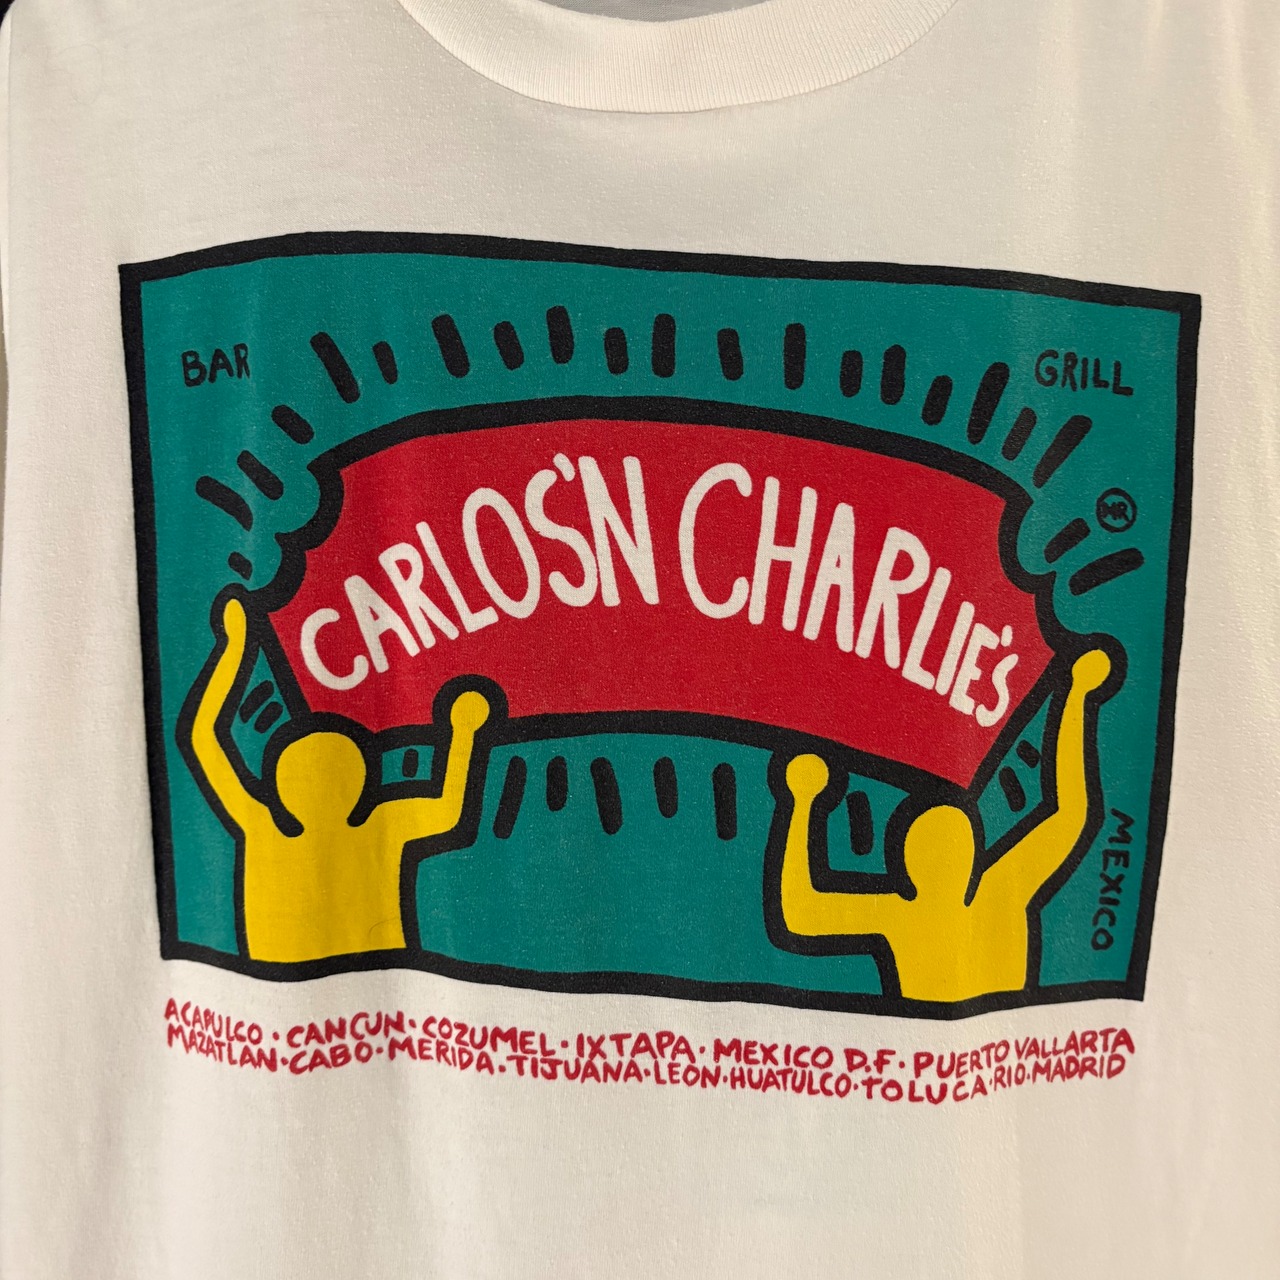 BAR
GRILL
MR
CARLOS'N CHARLIE'S
MEXICO
ACAPULCO · CANCUN · COZUMEL · IXTAPA · MEXICO D.F. · PUERTO VALLARTA
MAZATLAN · CABO · MERIDA · TIJUANA · LEON · HUATULCO · TOLUCA · RIO · MADRID